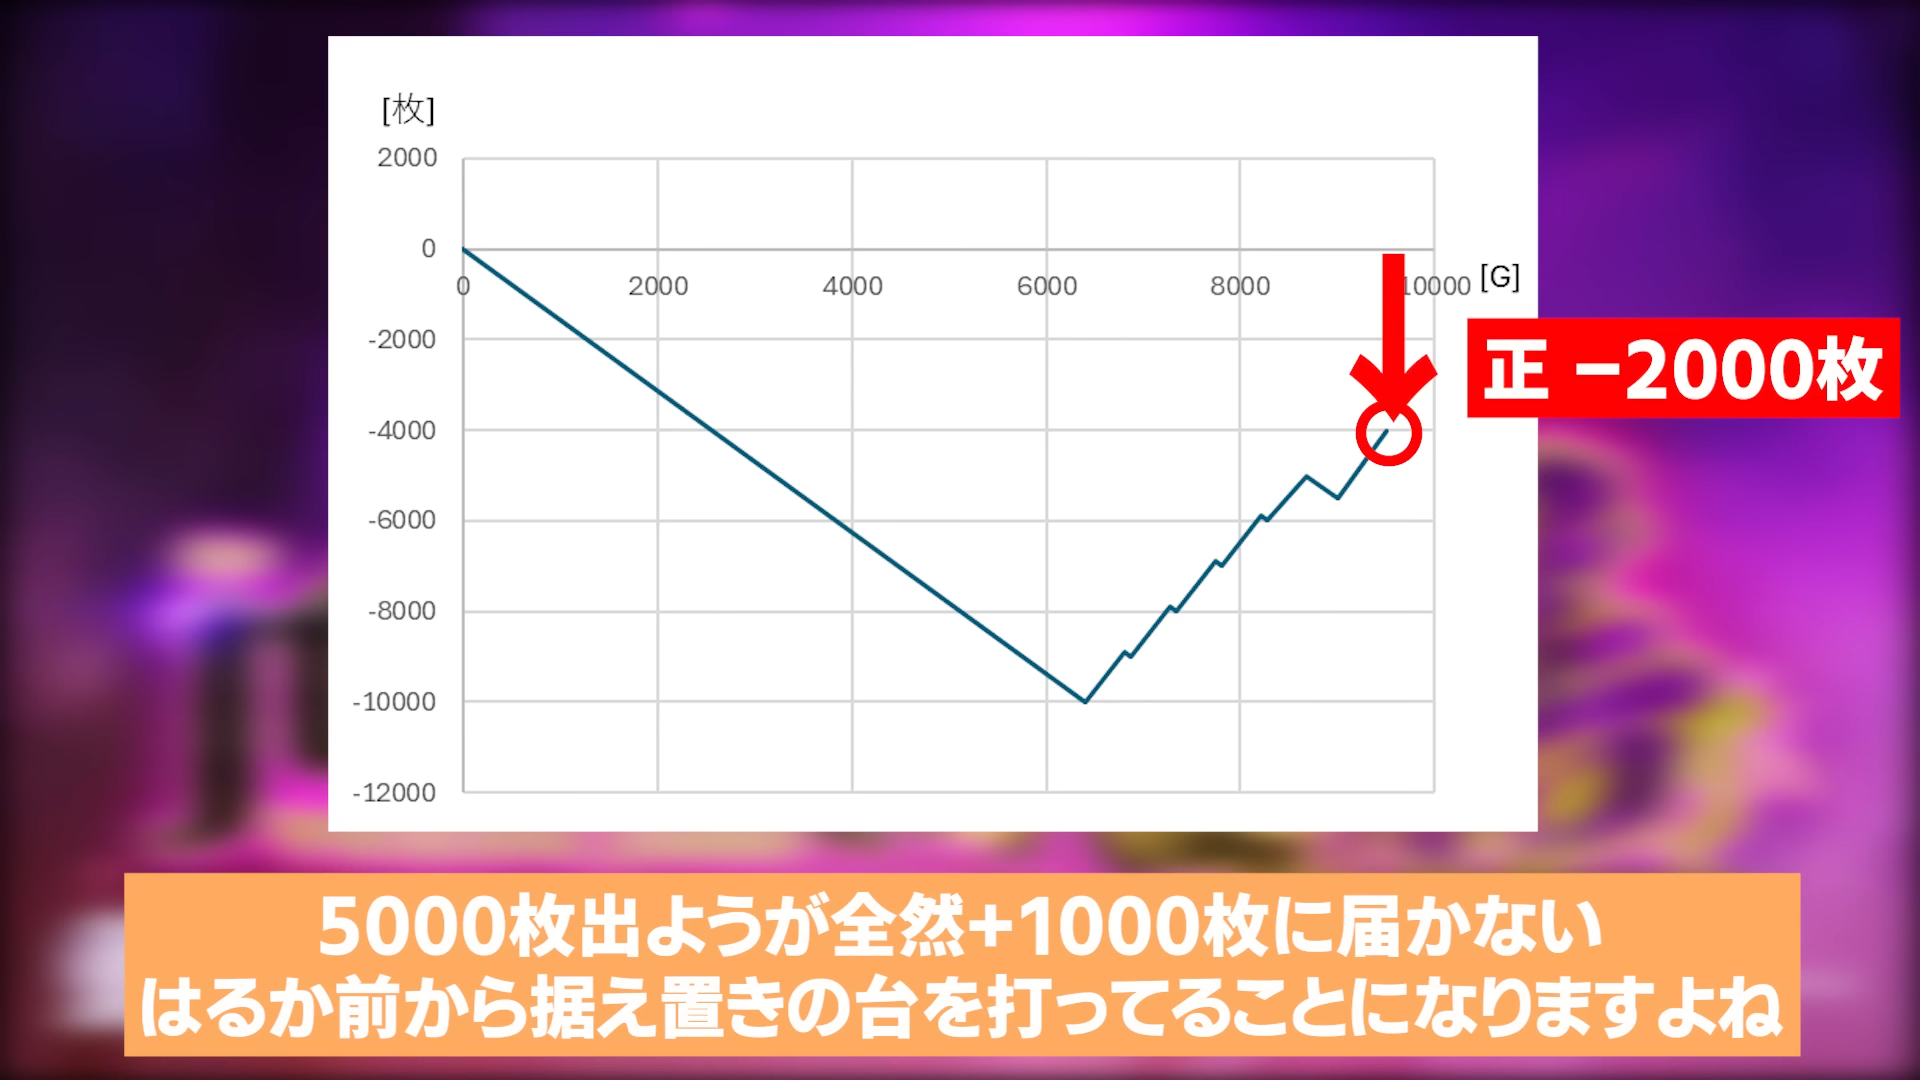 [枚]
2000
0
0 2000 4000 6000 8000 10000 [G]
-2000
正 −2000枚
-4000
-6000
-8000
-10000
-12000
5000枚出ようが全然+1000枚に届かない
はるか前から据え置きの台を打ってることになりますよね